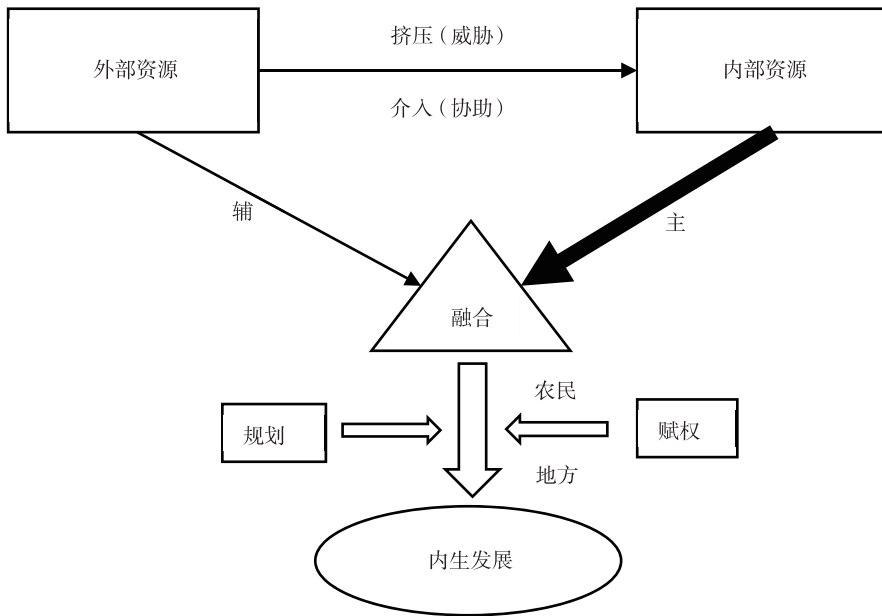 挤压（威胁）
外部资源
内部资源
介入（协助）
辅
主
融合
农民
规划
赋权
地方
内生发展